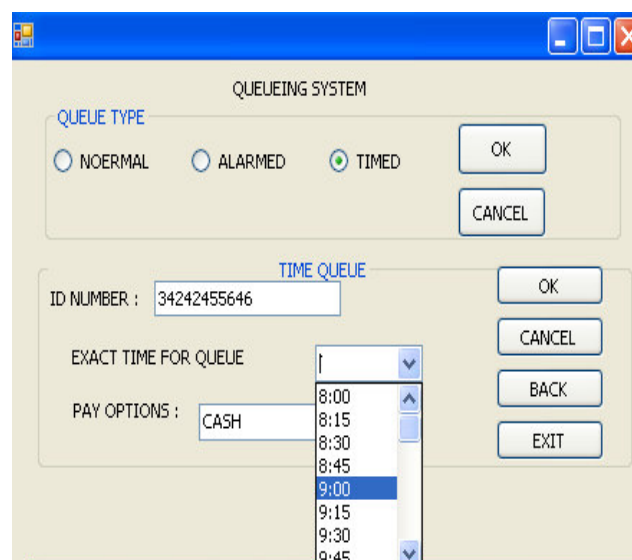 QUEUEING SYSTEM
QUEUE TYPE
NOERMAL ALARMED TIMED
OK
CANCEL
TIME QUEUE
ID NUMBER : 34242455646
OK
CANCEL
EXACT TIME FOR QUEUE
BACK
PAY OPTIONS : CASH
EXIT
8:00
8:15
8:30
8:45
9:00
9:15
9:30
9:45